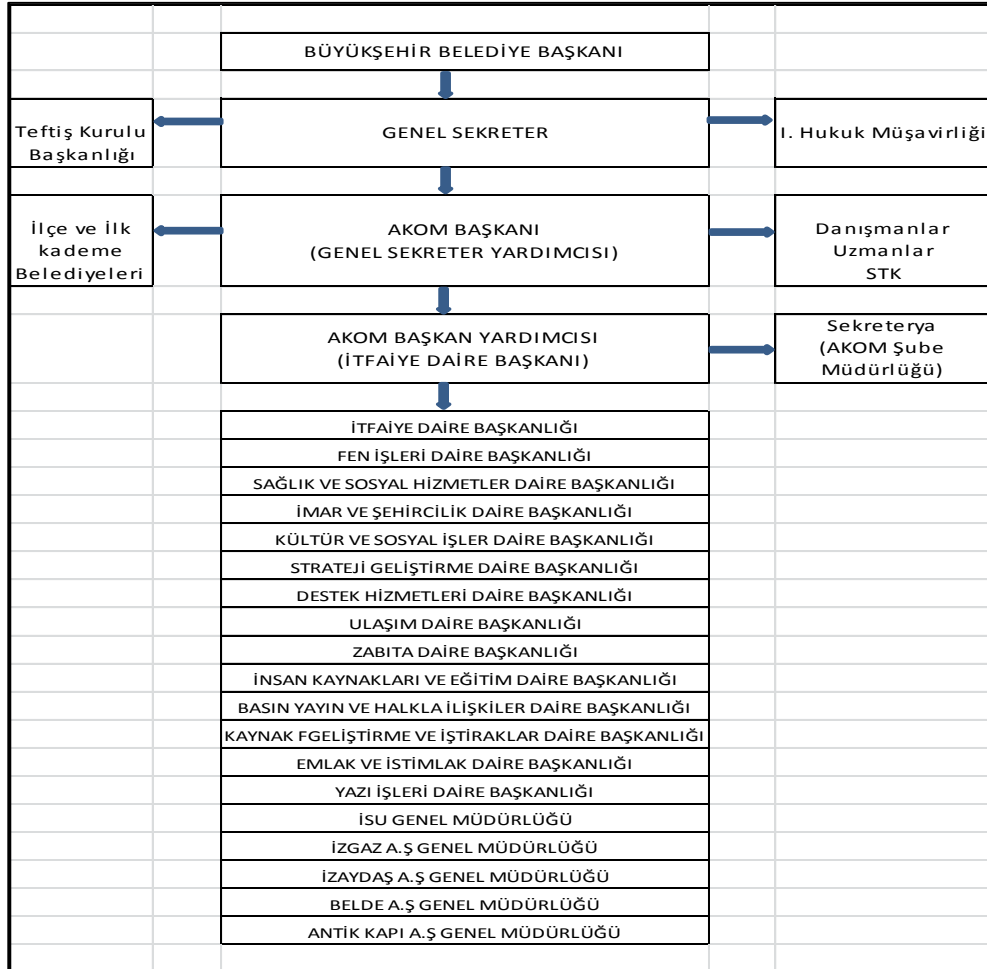 BÜYÜKŞEHİR BELEDİYE BAŞKANI
Teftiş Kurulu
Başkanlığı
GENEL SEKRETER
I. Hukuk Müşavirliği
İlçe ve İlk
kademe
Belediyeleri
AKOM BAŞKANI
(GENEL SEKRETER YARDIMCISI)
Danışmanlar
Uzmanlar
STK
AKOM BAŞKAN YARDIMCISI
(İTFAİYE DAİRE BAŞKANI)
Sekreterya
(AKOM Şube
Müdürlüğü)
İTFAİYE DAİRE BAŞKANLIĞI
FEN İŞLERİ DAİRE BAŞKANLIĞI
SAĞLIK VE SOSYAL HİZMETLER DAİRE BAŞKANLIĞI
İMAR VE ŞEHİRCİLİK DAİRE BAŞKANLIĞI
KÜLTÜR VE SOSYAL İŞLER DAİRE BAŞKANLIĞI
STRATEJİ GELİŞTİRME DAİRE BAŞKANLIĞI
DESTEK HİZMETLERİ DAİRE BAŞKANLIĞI
ULAŞIM DAİRE BAŞKANLIĞI
ZABITA DAİRE BAŞKANLIĞI
İNSAN KAYNAKLARI VE EĞİTİM DAİRE BAŞKANLIĞI
BASIN YAYIN VE HALKLA İLİŞKİLER DAİRE BAŞKANLIĞI
KAYNAK FGELİŞTİRME VE İŞTİRAKLAR DAİRE BAŞKANLIĞI
EMLAK VE İSTİMLAK DAİRE BAŞKANLIĞI
YAZI İŞLERİ DAİRE BAŞKANLIĞI
İSU GENEL MÜDÜRLÜĞÜ
İZGAZ A.Ş GENEL MÜDÜRLÜĞÜ
İZAYDAŞ A.Ş GENEL MÜDÜRLÜĞÜ
BELDE A.Ş GENEL MÜDÜRLÜĞÜ
ANTİK KAPI A.Ş GENEL MÜDÜRLÜĞÜ